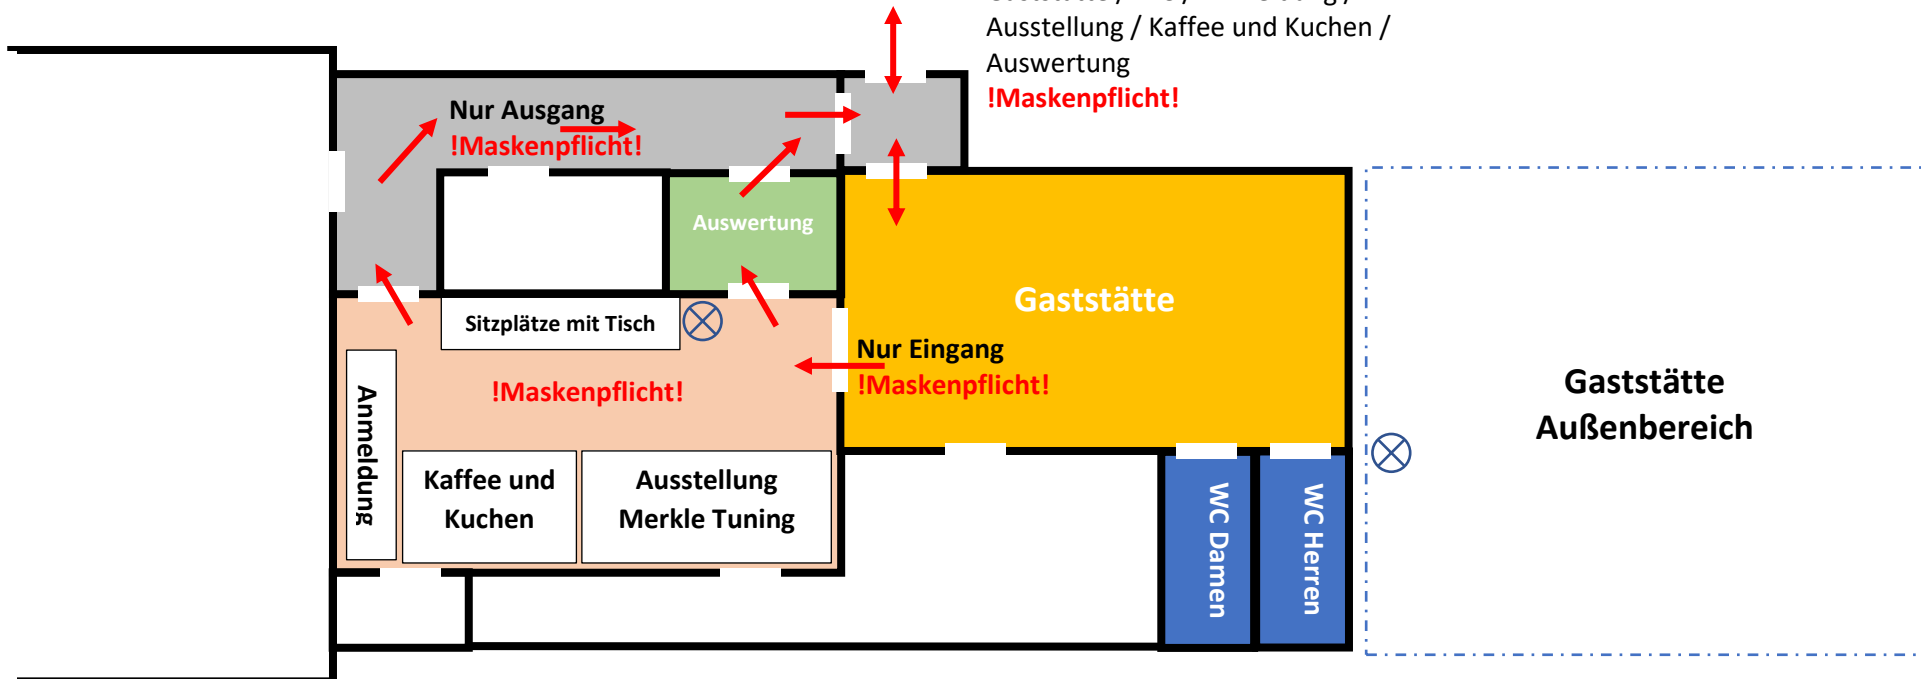 Ausstellung / Kaffee und Kuchen /
Auswertung
!Maskenpflicht!
Nur Ausgang
!Maskenpflicht!
Auswertung
Gaststätte
Sitzplätze mit Tisch
Nur Eingang
!Maskenpflicht!
!Maskenpflicht!
Anmeldung
Kaffee und
Kuchen
Ausstellung
Merkle Tuning
WC Damen
WC Herren
Gaststätte
Außenbereich